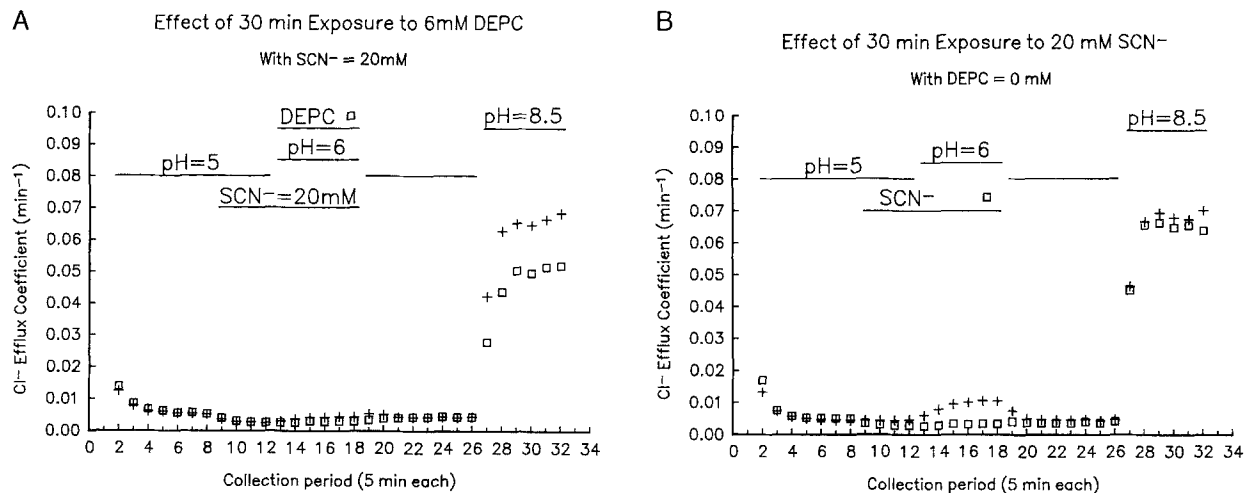 A
Effect of 30 min Exposure to 6mM DEPC
With SCN− = 20mM
Cl− Efflux Coefficient (min−1)
0.10
0.09
0.08
0.07
0.06
0.05
0.04
0.03
0.02
0.01
0.00
DEPC
pH=8.5
pH=6
pH=5
SCN−=20mM
0 2 4 6 8 10 12 14 16 18 20 22 24 26 28 30 32 34
Collection period (5 min each)
B
Effect of 30 min Exposure to 20 mM SCN−
With DEPC = 0 mM
Cl− Efflux Coefficient (min−1)
0.10
0.09
0.08
0.07
0.06
0.05
0.04
0.03
0.02
0.01
0.00
pH=8.5
pH=6
pH=5
SCN−
0 2 4 6 8 10 12 14 16 18 20 22 24 26 28 30 32 34
Collection period (5 min each)